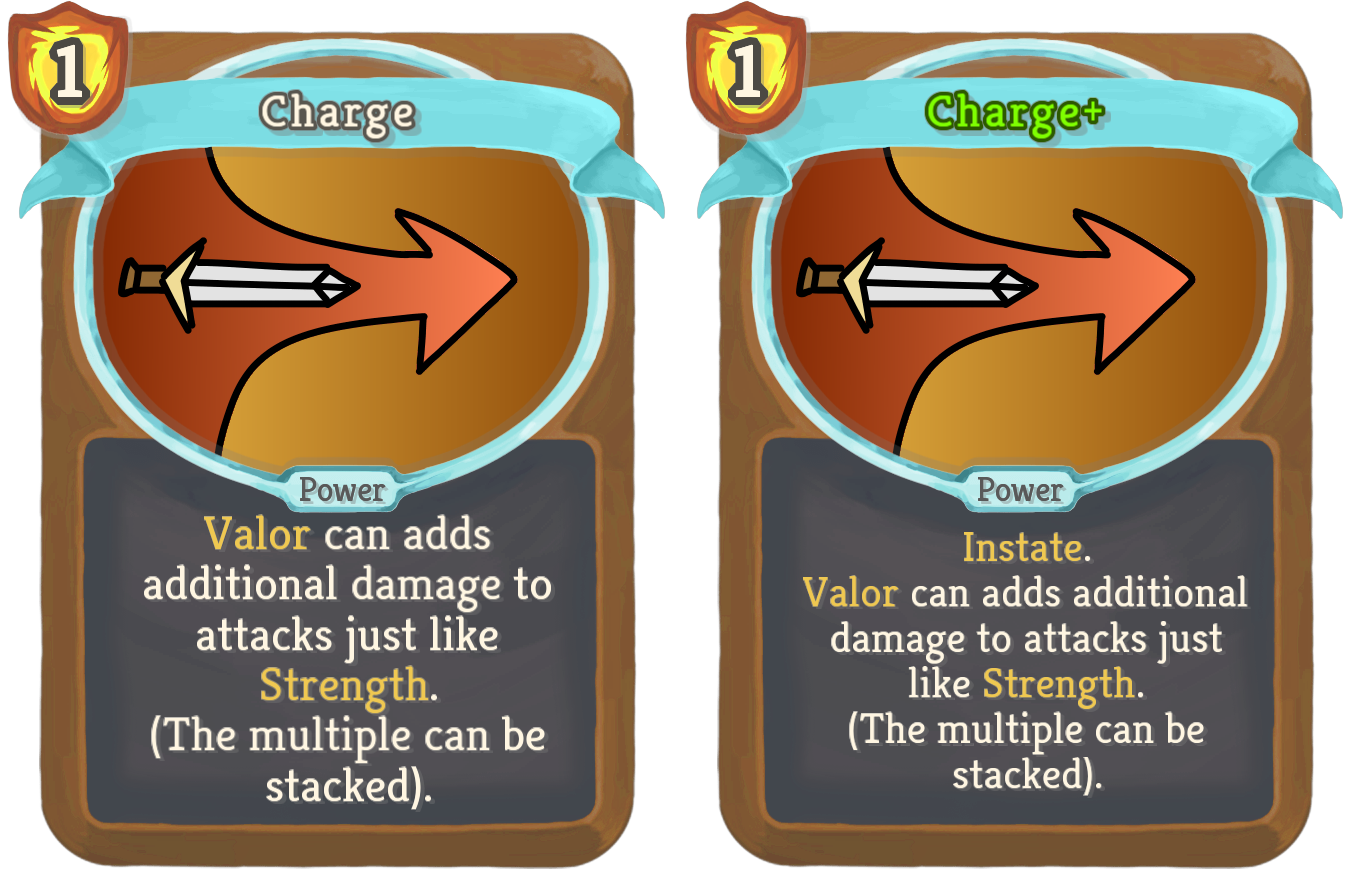 1
Charge
Power
Valor can adds
additional damage to
attacks just like
Strength.
(The multiple can be
stacked).
1
Charge+
Power
Instate.
Valor can adds additional
damage to attacks just
like Strength.
(The multiple can be
stacked).